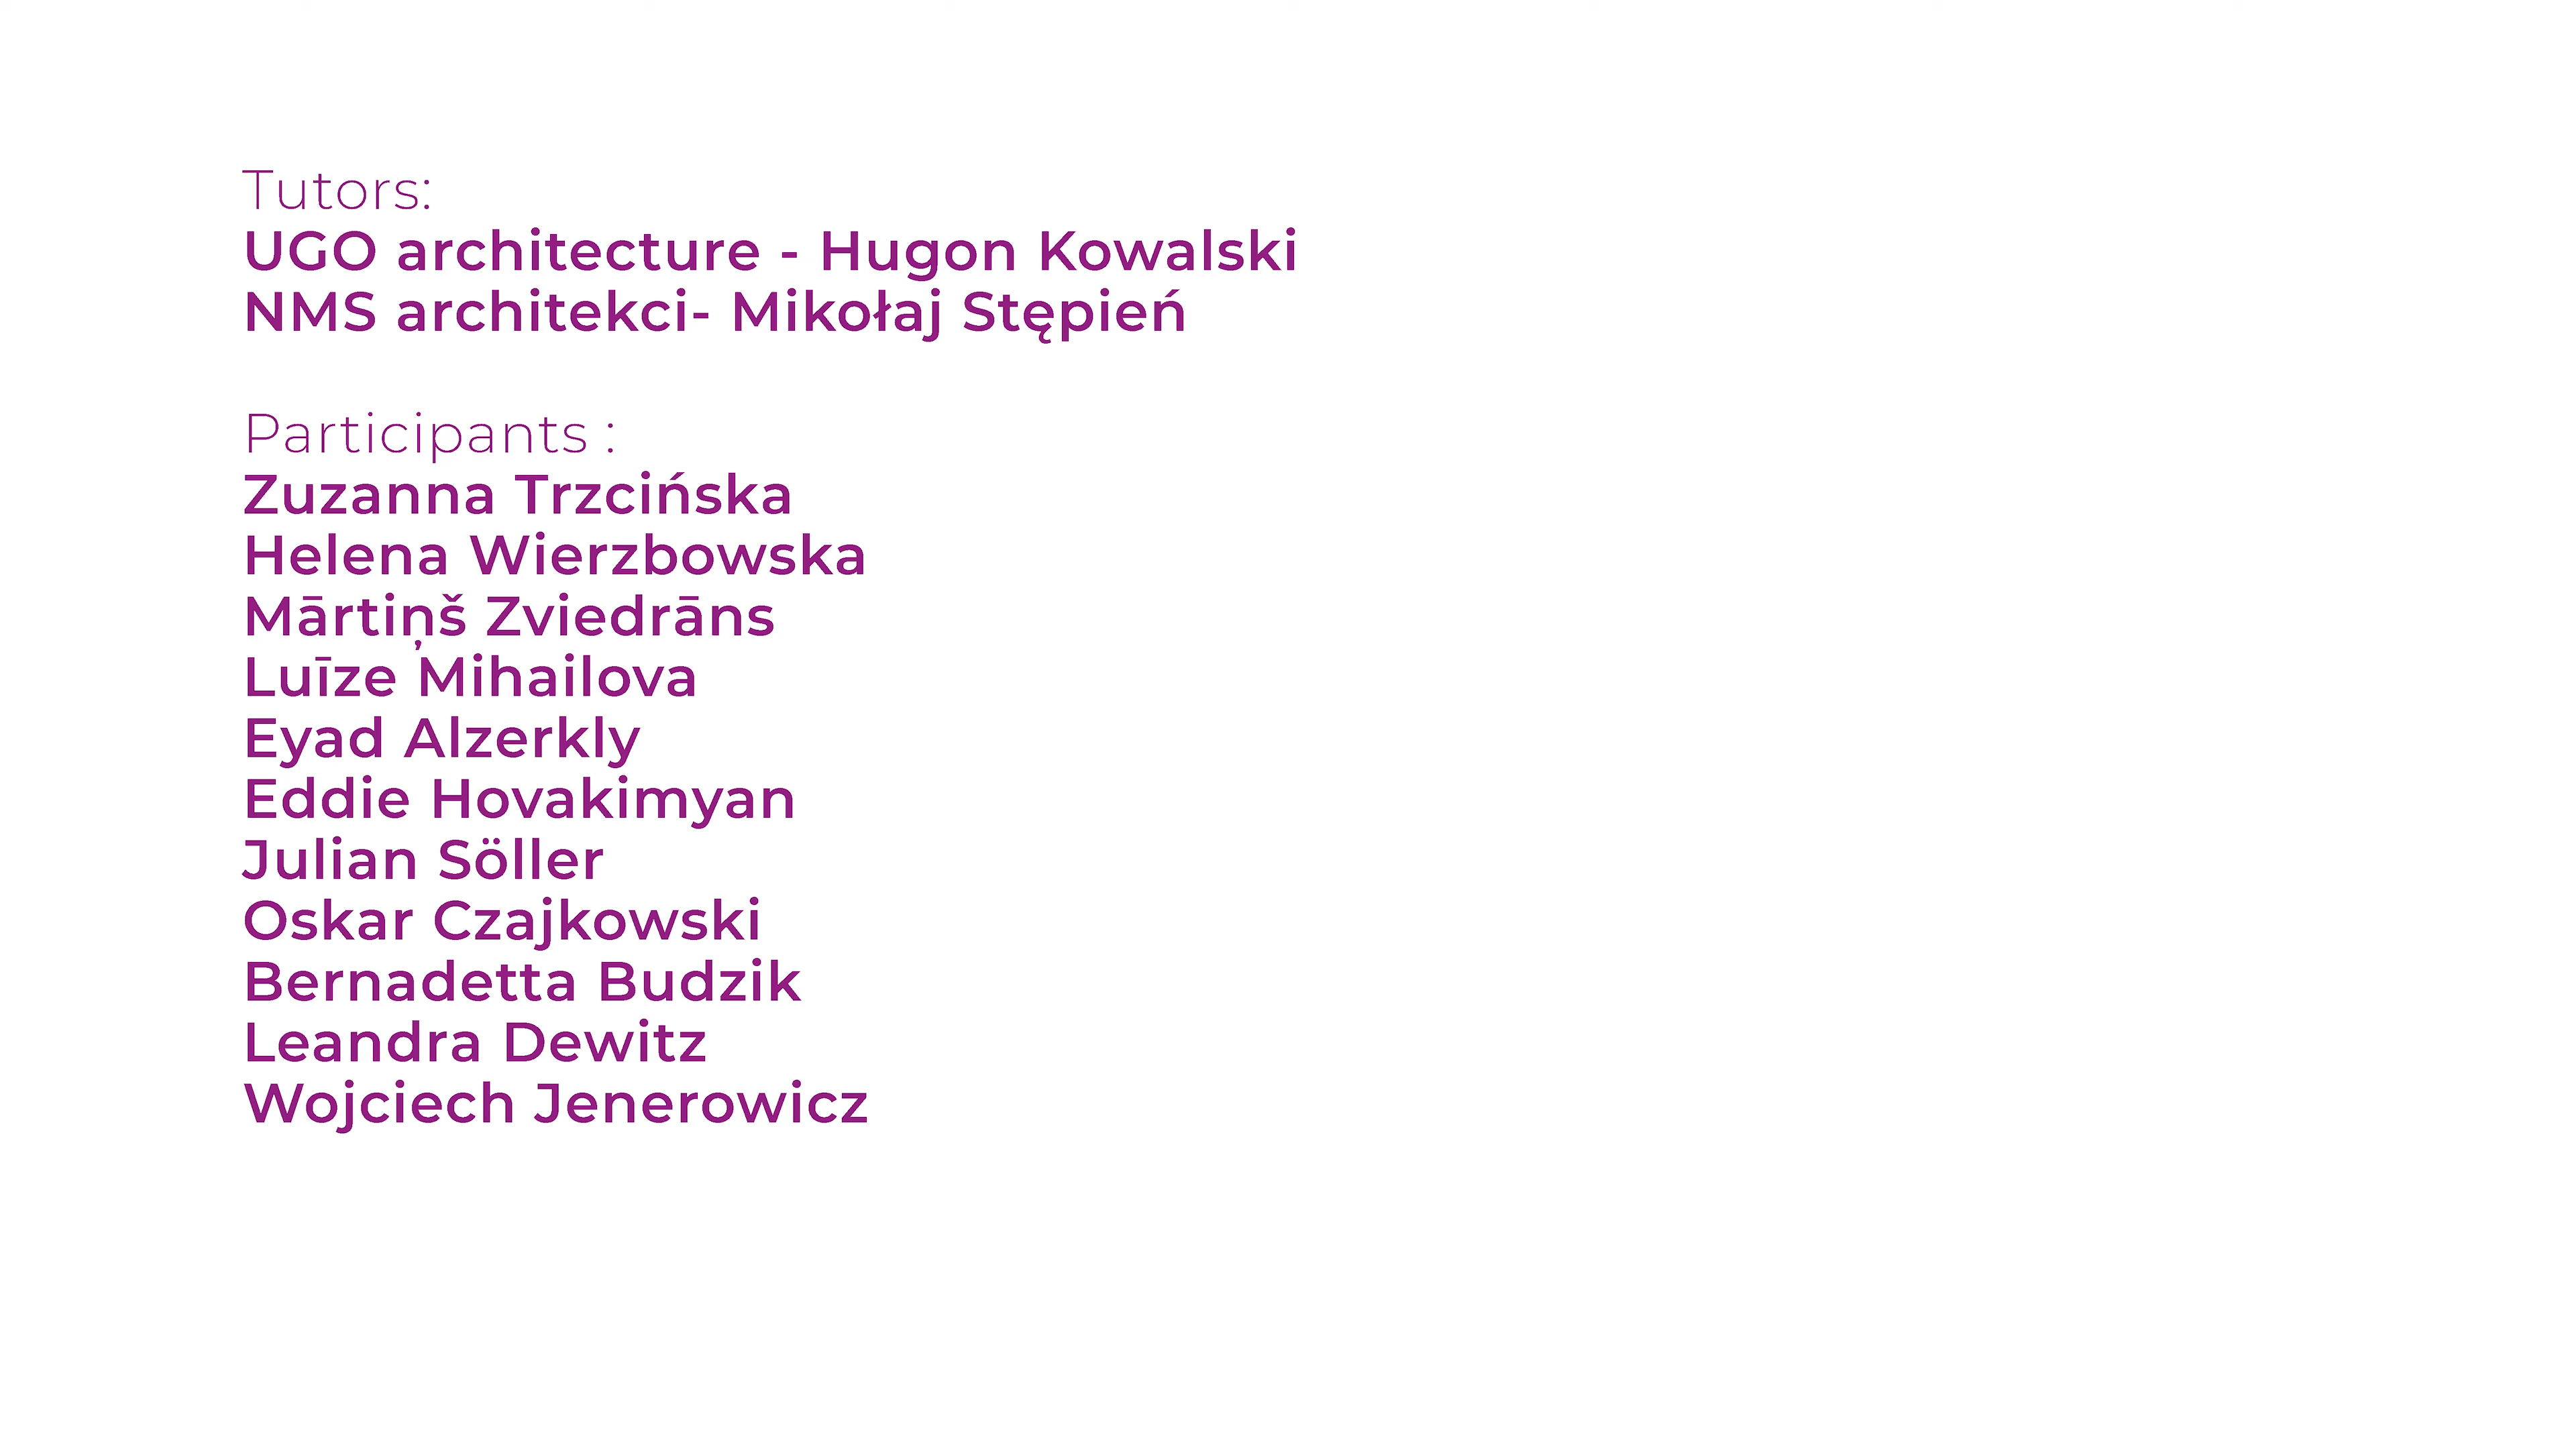 Tutors:
UGO architecture - Hugon Kowalski
NMS architekci- Mikołaj Stępień
Participants :
Zuzanna Trzcińska
Helena Wierzbowska
Mārtiņš Zviedrāns
Luīze Mihailova
Eyad Alzerkly
Eddie Hovakimyan
Julian Söller
Oskar Czajkowski
Bernadetta Budzik
Leandra Dewitz
Wojciech Jenerowicz